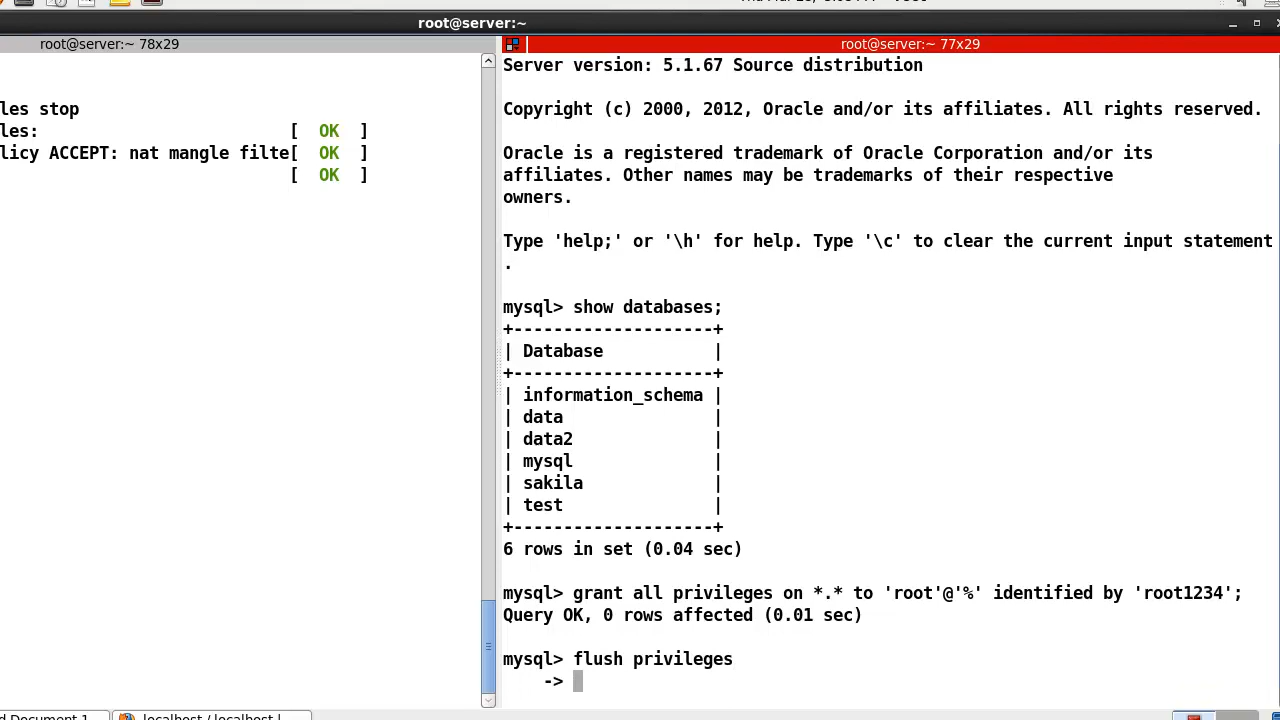 root@server:~
root@server:~ 78x29
les stop
les: [ OK ]
licy ACCEPT: nat mangle filte[ OK ]
[ OK ]
root@server:~ 77x29
Server version: 5.1.67 Source distribution
Copyright (c) 2000, 2012, Oracle and/or its affiliates. All rights reserved.
Oracle is a registered trademark of Oracle Corporation and/or its
affiliates. Other names may be trademarks of their respective
owners.
Type 'help;' or '\h' for help. Type '\c' to clear the current input statement
.
mysql> show databases;
+--------------------+
| Database           |
+--------------------+
| information_schema |
| data               |
| data2              |
| mysql              |
| sakila             |
| test               |
+--------------------+
6 rows in set (0.04 sec)
mysql> grant all privileges on *.* to 'root'@'%' identified by 'root1234';
Query OK, 0 rows affected (0.01 sec)
mysql> flush privileges
    ->
d Document 1
localhost / localhost |